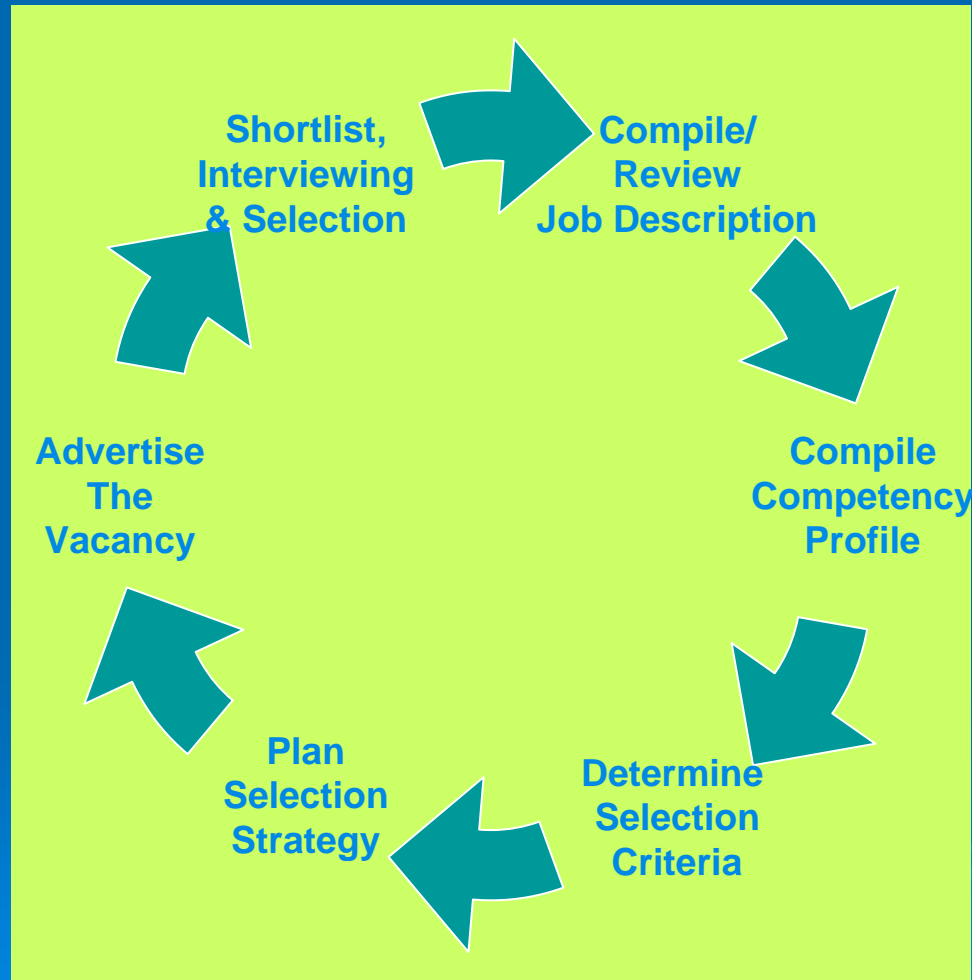 Shortlist,
Interviewing
& Selection
Compile/
Review
Job Description
Compile
Competency
Profile
Determine
Selection
Criteria
Plan
Selection
Strategy
Advertise
The
Vacancy